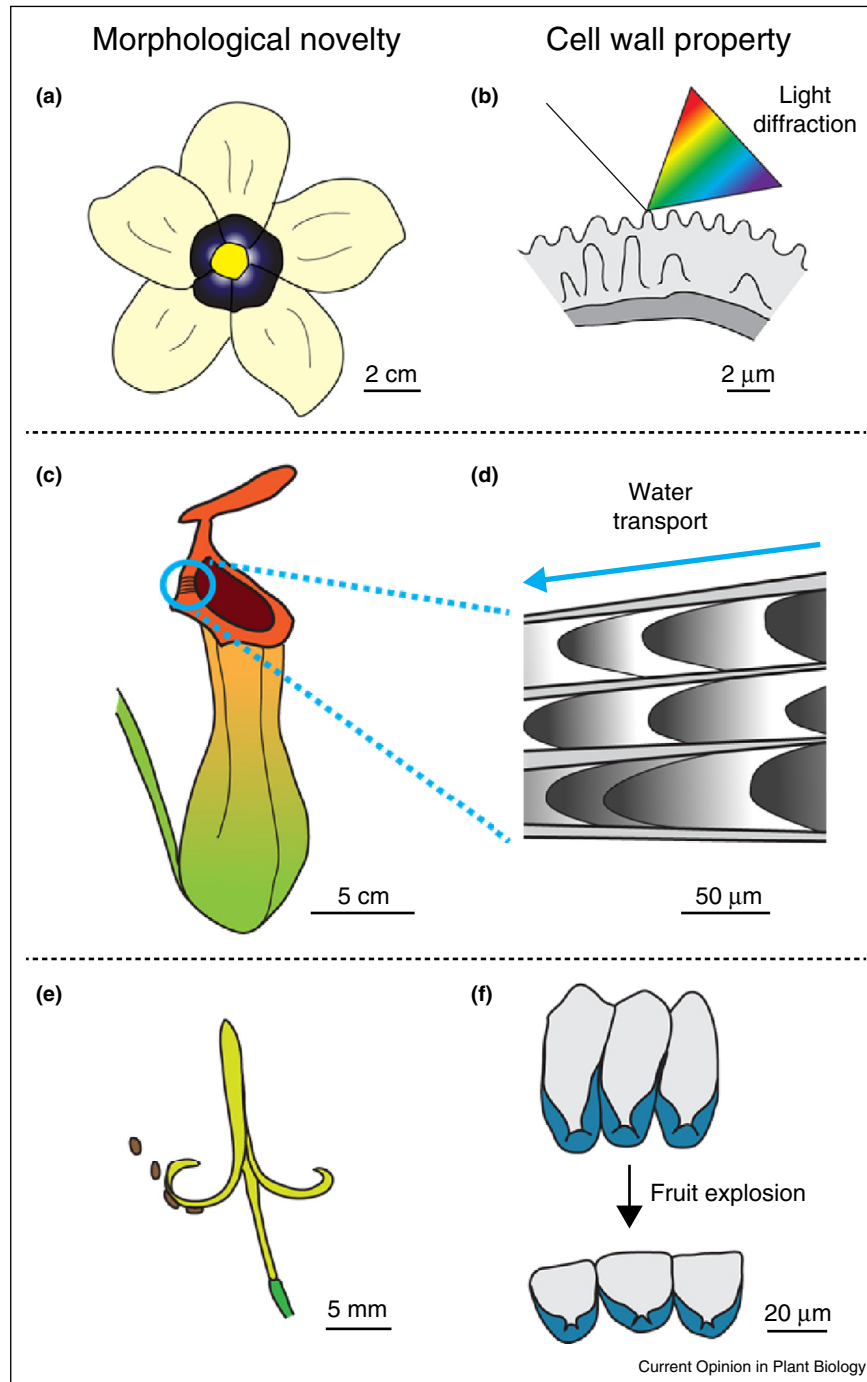 Morphological novelty
Cell wall property
(a)
(b)
Light
diffraction
2 cm
2 μm
(c)
(d)
Water
transport
5 cm
50 μm
(e)
(f)
Fruit explosion
5 mm
20 μm
Current Opinion in Plant Biology